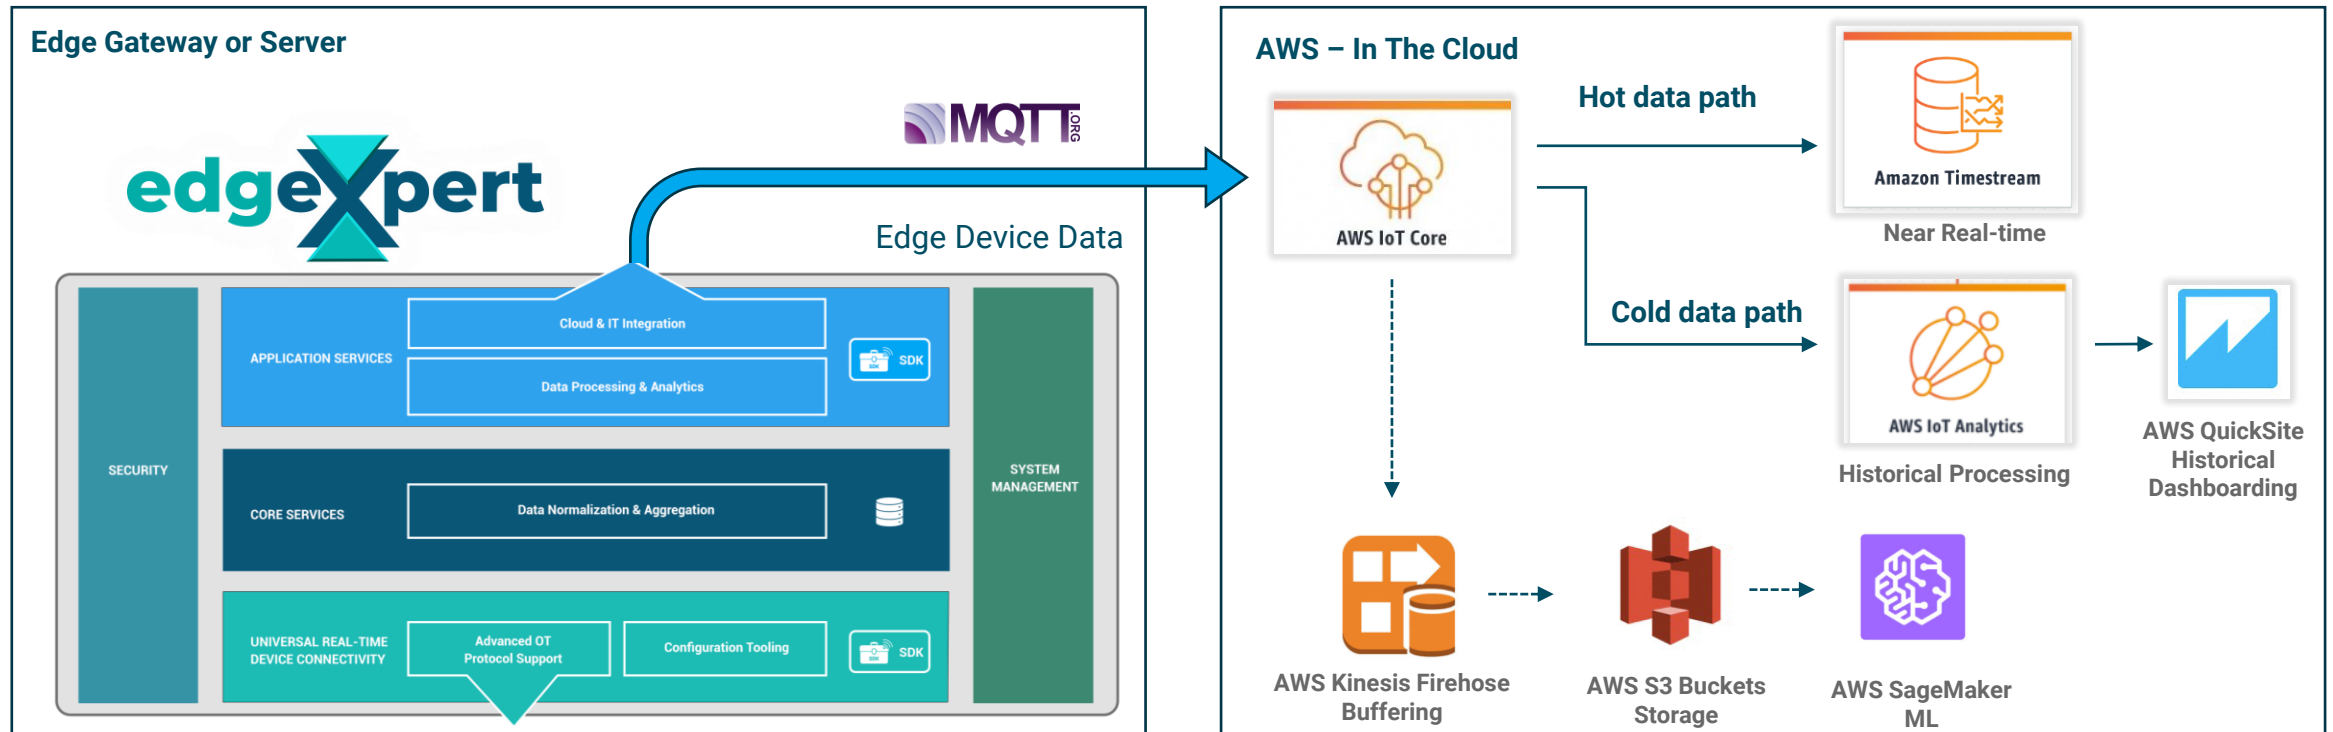 Edge Gateway or Server
edgeXpert
MQTT.ORG
Edge Device Data
SECURITY
APPLICATION SERVICES
Cloud & IT Integration
Data Processing & Analytics
SDK
SDK
CORE SERVICES
Data Normalization & Aggregation
UNIVERSAL REAL-TIME
DEVICE CONNECTIVITY
Advanced OT
Protocol Support
Configuration Tooling
SDK
SDK
SYSTEM
MANAGEMENT
AWS – In The Cloud
AWS IoT Core
Hot data path
Amazon Timestream
Near Real-time
Cold data path
AWS IoT Analytics
Historical Processing
AWS QuickSite
Historical
Dashboarding
AWS Kinesis Firehose
Buffering
AWS S3 Buckets
Storage
AWS SageMaker
ML